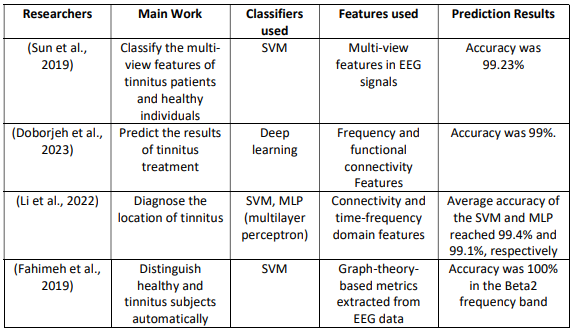 Researchers Main Work Classifiers used Features used Prediction Results
(Sun et al., 2019) Classify the multi-view features of tinnitus patients and healthy individuals SVM Multi-view features in EEG signals Accuracy was 99.23%
(Doborjeh et al., 2023) Predict the results of tinnitus treatment Deep learning Frequency and functional connectivity Features Accuracy was 99%.
(Li et al., 2022) Diagnose the location of tinnitus SVM, MLP (multilayer perceptron) Connectivity and time-frequency domain features Average accuracy of the SVM and MLP reached 99.4% and 99.1%, respectively
(Fahimeh et al., 2019) Distinguish healthy and tinnitus subjects automatically SVM Graph-theory-based metrics extracted from EEG data Accuracy was 100% in the Beta2 frequency band